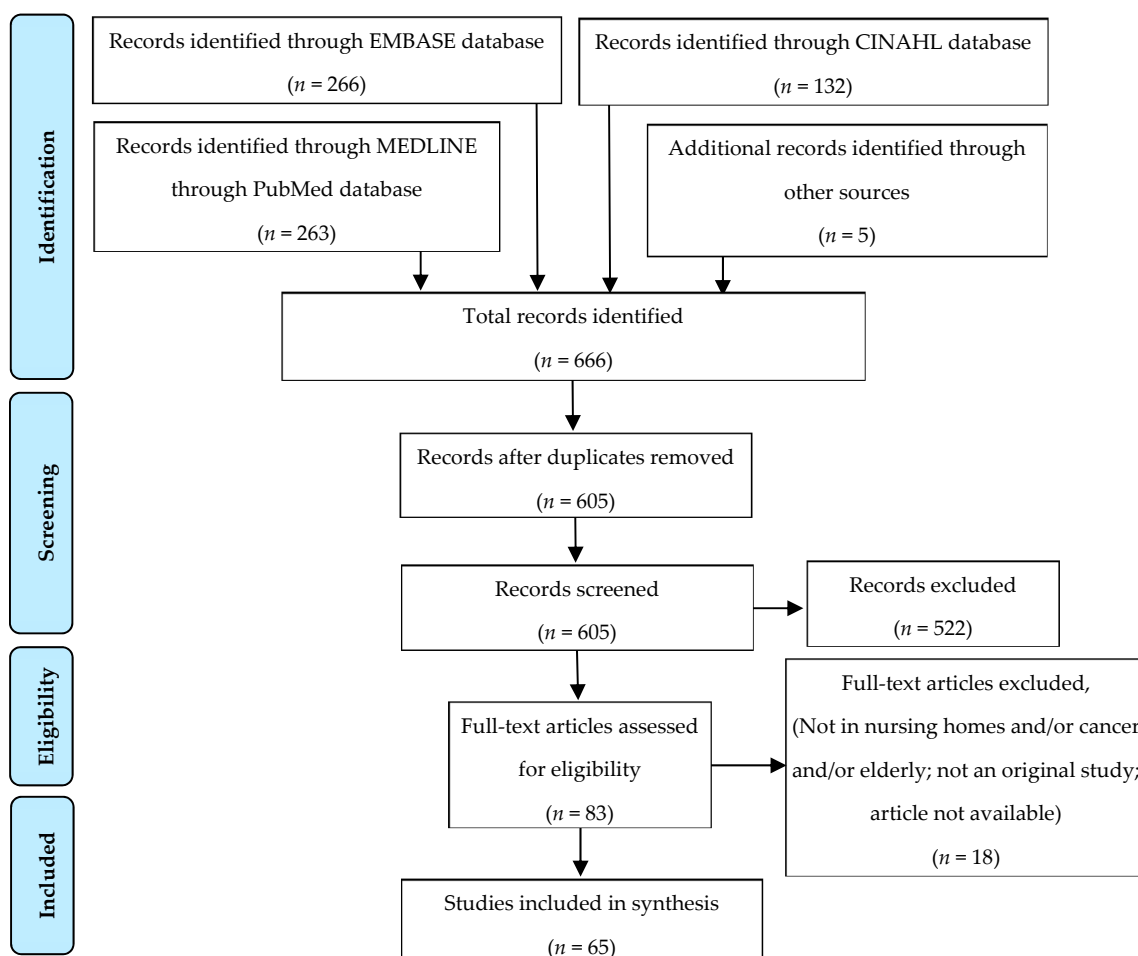 Identification
Records identified through EMBASE database
(n = 266)
Records identified through CINAHL database
(n = 132)
Records identified through MEDLINE
through PubMed database
(n = 263)
Additional records identified through
other sources
(n = 5)
Total records identified
(n = 666)
Screening
Records after duplicates removed
(n = 605)
Records screened
(n = 605)
Records excluded
(n = 522)
Eligibility
Full-text articles assessed
for eligibility
(n = 83)
Full-text articles excluded,
(Not in nursing homes and/or cancer
and/or elderly; not an original study;
article not available)
(n = 18)
Included
Studies included in synthesis
(n = 65)